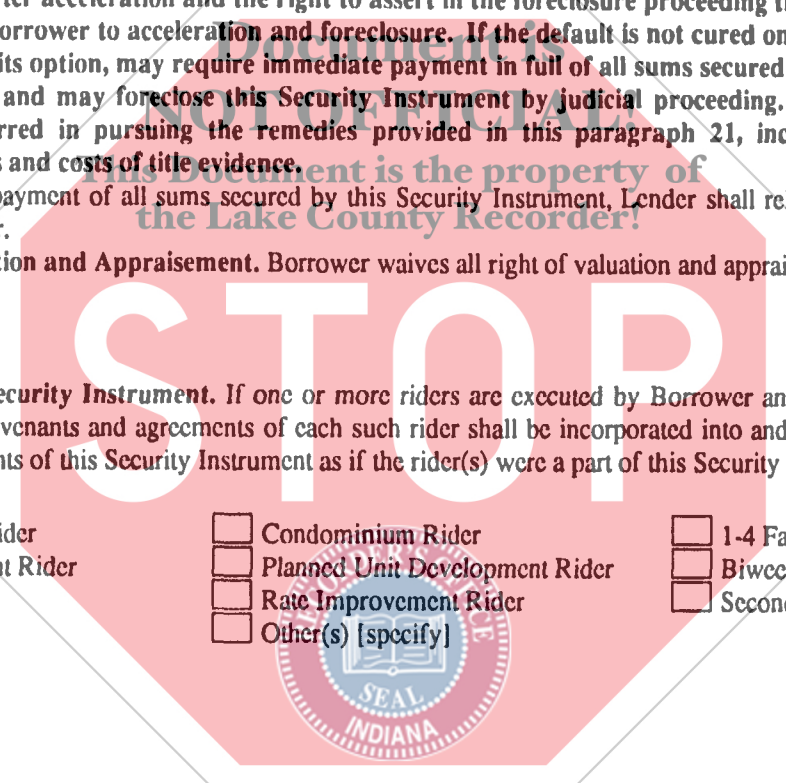 ter acceleration and the right to assert in the foreclosure proceeding
orrower to acceleration and foreclosure. If the default is not cured on
its option, may require immediate payment in full of all sums secured
and may foreclose this Security Instrument by judicial proceeding.
rred in pursuing the remedies provided in this paragraph 21, inc
s and costs of title evidence.
payment of all sums secured by this Security Instrument, Lender shall re
r.
tion and Appraisement. Borrower waives all right of valuation and apprai
ecurity Instrument. If one or more riders are executed by Borrower an
venants and agreements of each such rider shall be incorporated into and
nts of this Security Instrument as if the rider(s) were a part of this Security
ider
Condominium Rider
1-4 Fa
nt Rider
Planned Unit Development Rider
Biwee
Rate Improvement Rider
Secon
Other(s) [specify]
Document is
NOT OFFICIAL!
This Document is the property of
the Lake County Recorder!
STOP
RECORDER'S OFFICE
SEAL
INDIANA